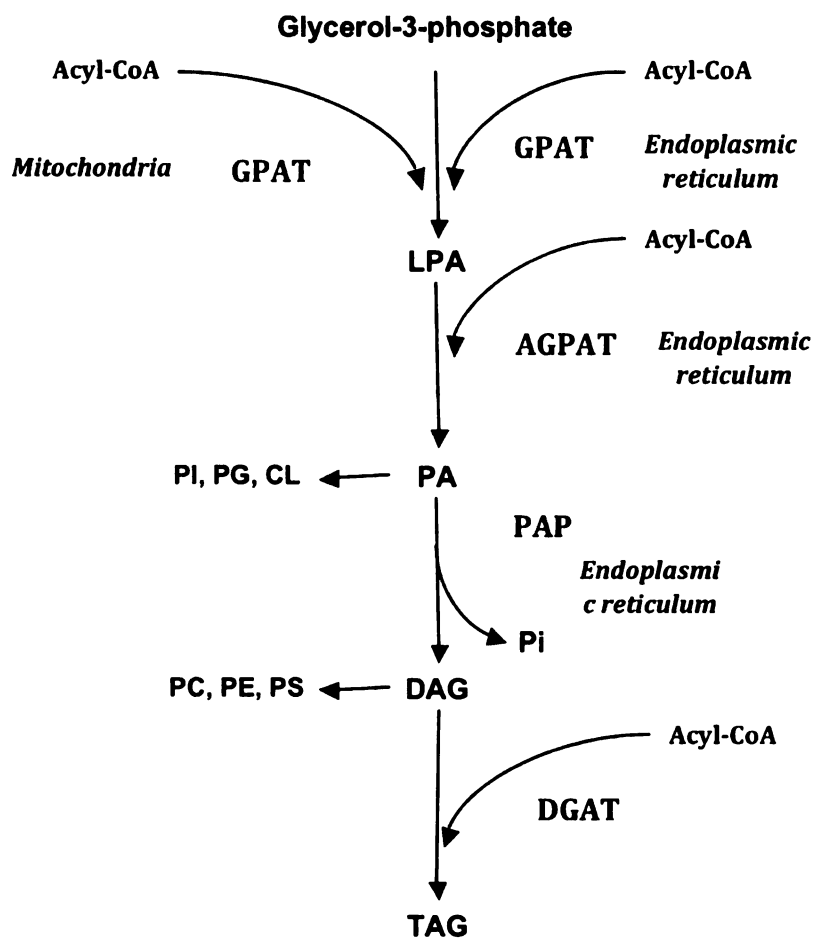 Glycerol-3-phosphate
Acyl-CoA
Acyl-CoA
Mitochondria
GPAT
GPAT
Endoplasmic
reticulum
LPA
Acyl-CoA
AGPAT
Endoplasmic
reticulum
PI, PG, CL
PA
PAP
Endoplasmi
c reticulum
Pi
PC, PE, PS
DAG
Acyl-CoA
DGAT
TAG